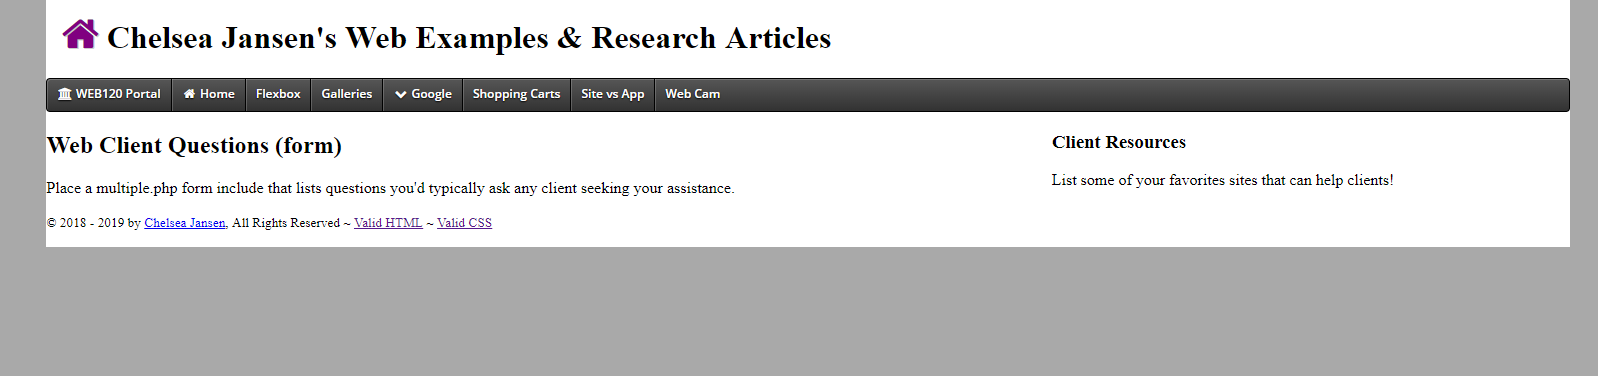 Chelsea Jansen's Web Examples & Research Articles
WEB120 Portal Home Flexbox Galleries Google Shopping Carts Site vs App Web Cam
Web Client Questions (form)
Place a multiple.php form include that lists questions you'd typically ask any client seeking your assistance.
Client Resources
List some of your favorites sites that can help clients!
© 2018 - 2019 by Chelsea Jansen, All Rights Reserved ~ Valid HTML ~ Valid CSS